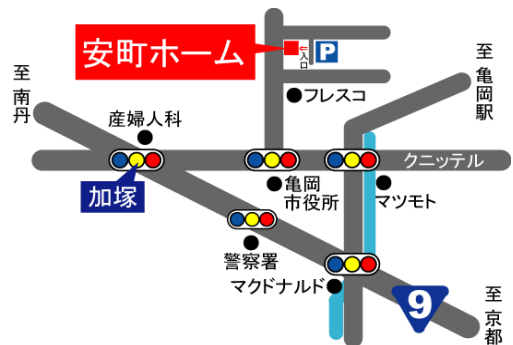 安町ホーム
⇐入口
P
至亀岡駅
至南丹
フレスコ
産婦人科
クニッテル
加塚
亀岡
市役所
マツモト
警察署
マクドナルド
9
至京都